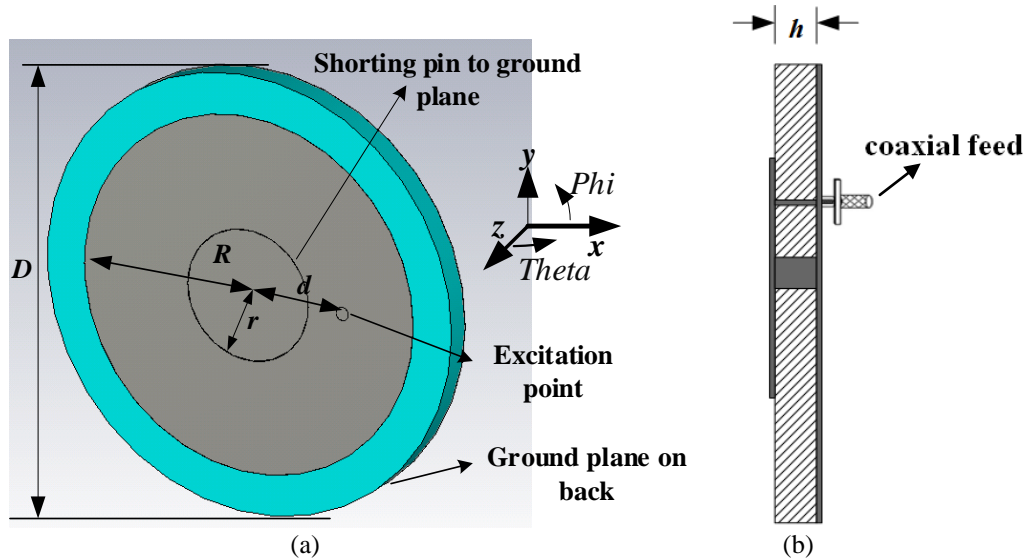 Shorting pin to ground
plane
D
R
d
r
y
Phi
z
x
Theta
Excitation
point
Ground plane on
back
(a)
h
coaxial feed
(b)